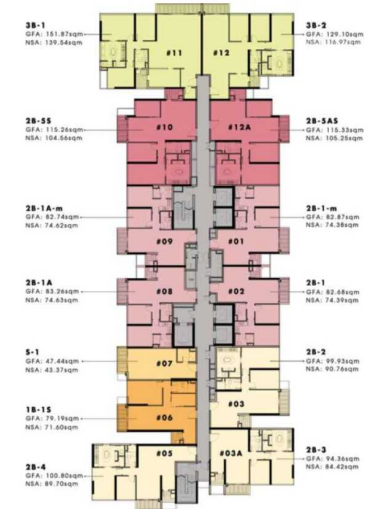 3B-1
GFA: 151.87sqm
NSA: 139.54sqm
#11
#12
3B-2
GFA: 129.10sqm
NSA: 116.97sqm
2B-5S
GFA: 115.26sqm
NSA: 104.56sqm
#10
#12A
2B-5AS
GFA: 115.33sqm
NSA: 105.25sqm
2B-1A-m
GFA: 82.74sqm
NSA: 74.62sqm
#09
#01
2B-1-m
GFA: 82.87sqm
NSA: 74.38sqm
2B-1A
GFA: 83.26sqm
NSA: 74.63sqm
#08
#02
2B-1
GFA: 82.68sqm
NSA: 74.39sqm
S-1
GFA: 47.44sqm
NSA: 43.37sqm
#07
2B-2
GFA: 99.93sqm
NSA: 90.76sqm
1B-1S
GFA: 79.19sqm
NSA: 71.60sqm
#06
#03
2B-4
GFA: 100.80sqm
NSA: 89.70sqm
#05
#03A
2B-3
GFA: 94.36sqm
NSA: 84.42sqm